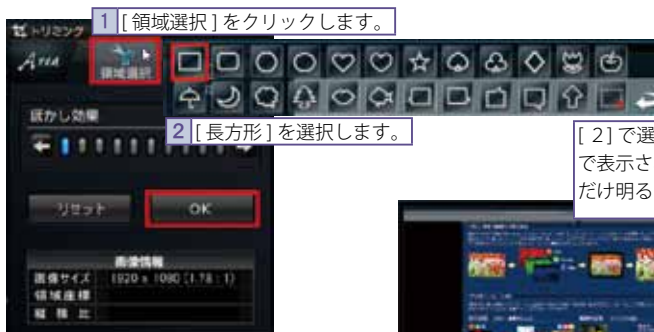 1 [ 領域選択 ] をクリックします。
トリミング
Area
領域選択
2 [ 長方形 ] を選択します。
ぼかし効果
[ 2] で選
で表示さ
だけ明る
リセット
OK
画像情報
画像サイズ 1920 x 1080 (1.78 : 1)
領域座標
縦 横 比